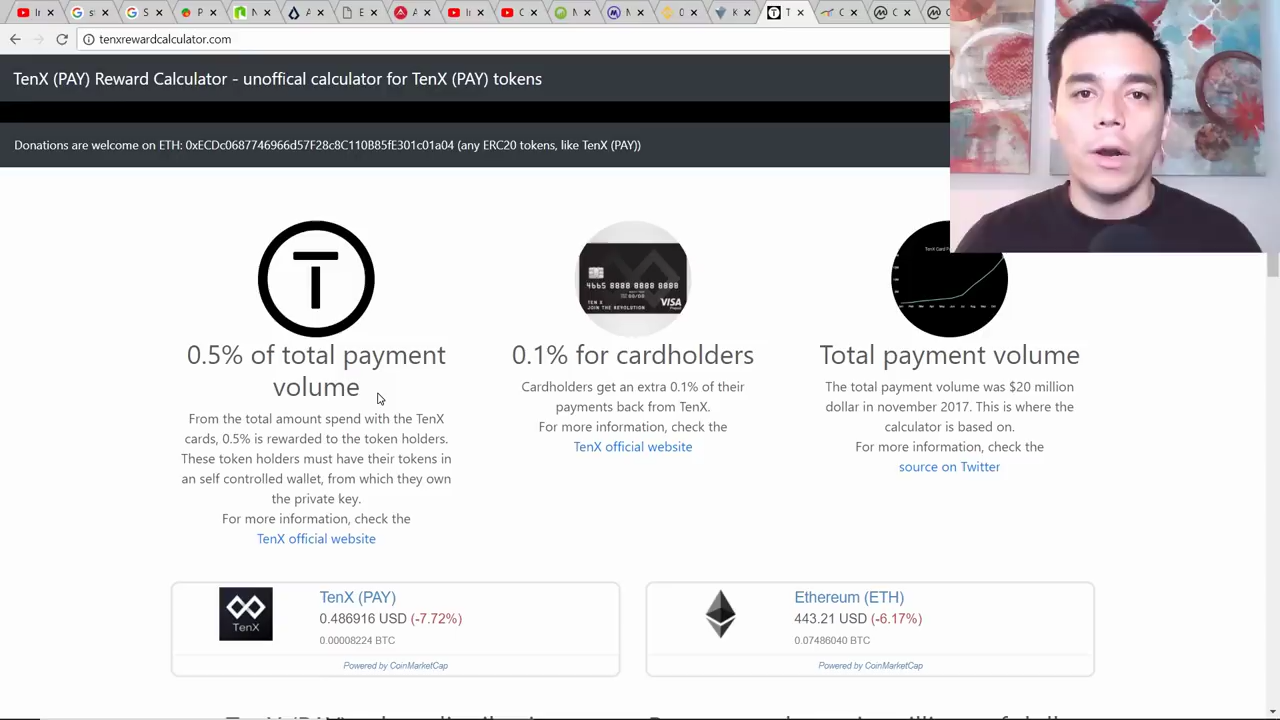 tenxrewardcalculator.com
TenX (PAY) Reward Calculator - unoffical calculator for TenX (PAY) tokens
Donations are welcome on ETH: 0xECDc0687746966d57F28c8C110B85fE301c01a04 (any ERC20 tokens, like TenX (PAY))
4665 8888 8888 8888
TEN X
JOIN THE REVOLUTION
VISA
0.5% of total payment
volume
From the total amount spend with the TenX
cards, 0.5% is rewarded to the token holders.
These token holders must have their tokens in
an self controlled wallet, from which they own
the private key.
For more information, check the
TenX official website
0.1% for cardholders
Cardholders get an extra 0.1% of their
payments back from TenX.
For more information, check the
TenX official website
Total payment volume
The total payment volume was $20 million
dollar in november 2017. This is where the
calculator is based on.
For more information, check the
source on Twitter
TenX
TenX (PAY)
0.486916 USD (-7.72%)
0.00008224 BTC
Powered by CoinMarketCap
Ethereum (ETH)
443.21 USD (-6.17%)
0.07486040 BTC
Powered by CoinMarketCap